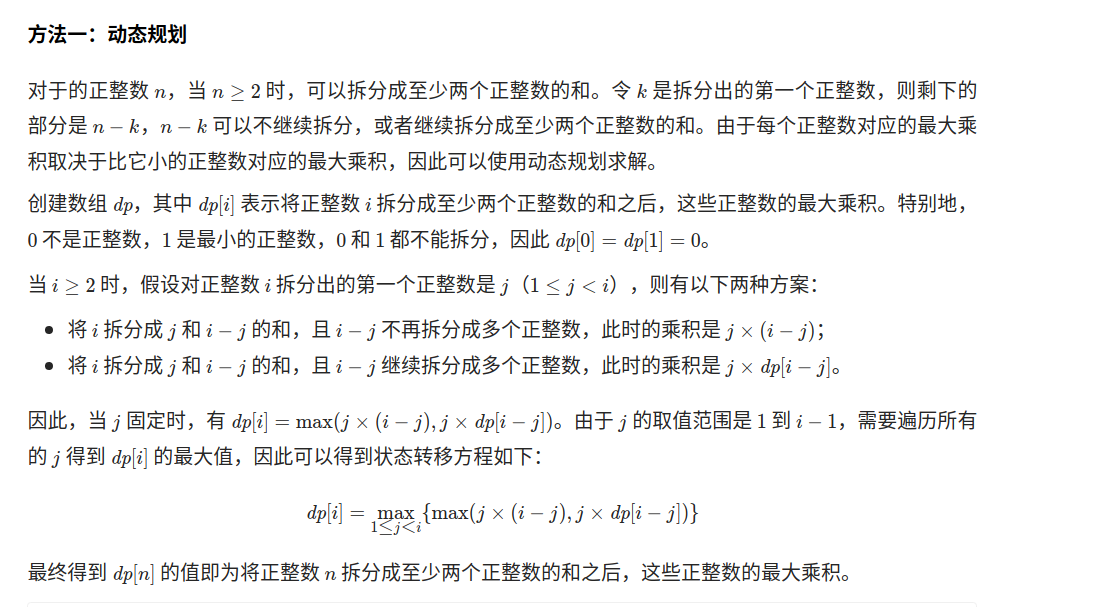 方法一：动态规划
对于的正整数 n，当 n ≥ 2 时，可以拆分成至少两个正整数的和。令 k 是拆分出的第一个正整数，则剩下的
部分是 n − k，n − k 可以不继续拆分，或者继续拆分成至少两个正整数的和。由于每个正整数对应的最大乘
积取决于比它小的正整数对应的最大乘积，因此可以使用动态规划求解。
创建数组 dp，其中 dp[i] 表示将正整数 i 拆分成至少两个正整数的和之后，这些正整数的最大乘积。特别地，
0 不是正整数，1 是最小的正整数，0 和 1 都不能拆分，因此 dp[0] = dp[1] = 0。
当 i ≥ 2 时，假设对正整数 i 拆分出的第一个正整数是 j（1 ≤ j < i），则有以下两种方案：
• 将 i 拆分成 j 和 i − j 的和，且 i − j 不再拆分成多个正整数，此时的乘积是 j × (i − j)；
• 将 i 拆分成 j 和 i − j 的和，且 i − j 继续拆分成多个正整数，此时的乘积是 j × dp[i − j]。
因此，当 j 固定时，有 dp[i] = max(j × (i − j), j × dp[i − j])。由于 j 的取值范围是 1 到 i − 1，需要遍历所有
的 j 得到 dp[i] 的最大值，因此可以得到状态转移方程如下：
dp[i] = max{max(j × (i − j), j × dp[i − j])}
1≤j<i
最终得到 dp[n] 的值即为将正整数 n 拆分成至少两个正整数的和之后，这些正整数的最大乘积。